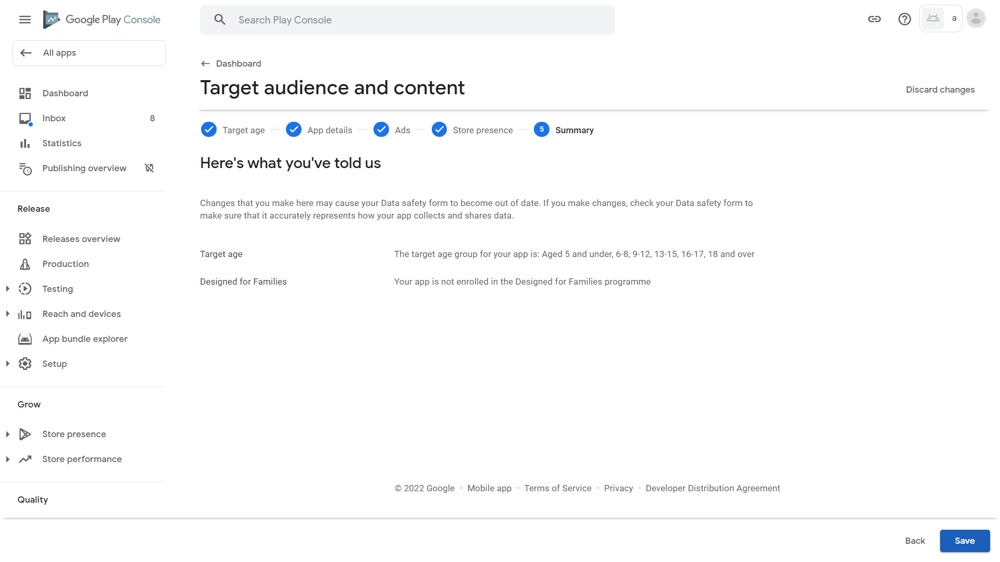 Google Play Console
Search Play Console
a
All apps
Dashboard
Inbox 8
Statistics
Publishing overview
Release
Releases overview
Production
Testing
Reach and devices
App bundle explorer
Setup
Grow
Store presence
Store performance
Quality
Dashboard
Target audience and content
Discard changes
Target age
App details
Ads
Store presence
5 Summary
Here's what you've told us
Changes that you make here may cause your Data safety form to become out of date. If you make changes, check your Data safety form to
make sure that it accurately represents how your app collects and shares data.
Target age The target age group for your app is: Aged 5 and under, 6-8, 9-12, 13-15, 16-17, 18 and over
Designed for Families Your app is not enrolled in the Designed for Families programme
© 2022 Google • Mobile app • Terms of Service • Privacy • Developer Distribution Agreement
Back
Save